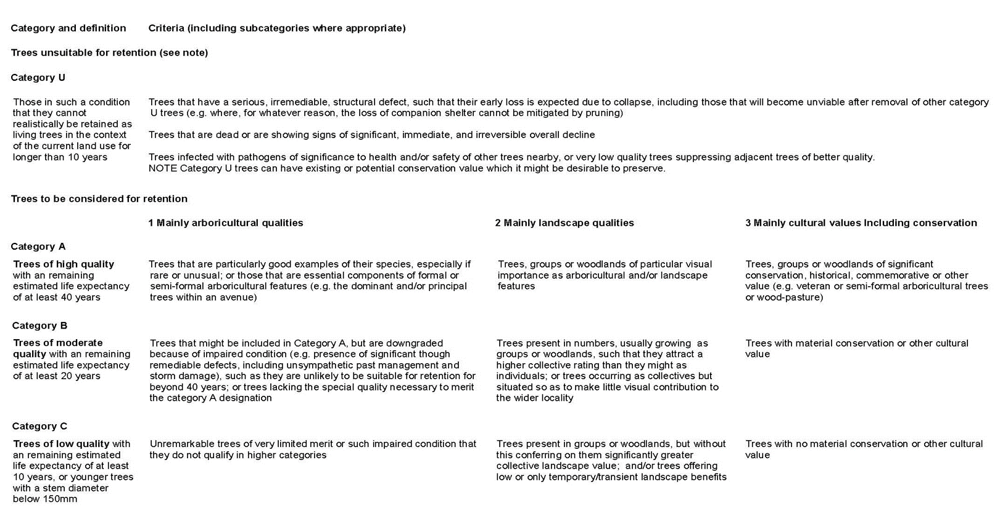 Category and definition Criteria (including subcategories where appropriate)
Trees unsuitable for retention (see note)
Category U
Those in such a condition
that they cannot
realistically be retained as
living trees in the context
of the current land use for
longer than 10 years
Trees that have a serious, irremediable, structural defect, such that their early loss is expected due to collapse, including those that will become unviable after removal of other category
U trees (e.g. where, for whatever reason, the loss of companion shelter cannot be mitigated by pruning)
Trees that are dead or are showing signs of significant, immediate, and irreversible overall decline
Trees infected with pathogens of significance to health and/or safety of other trees nearby, or very low quality trees suppressing adjacent trees of better quality.
NOTE Category U trees can have existing or potential conservation value which it might be desirable to preserve.
Trees to be considered for retention
1 Mainly arboricultural qualities 2 Mainly landscape qualities 3 Mainly cultural values Including conservation
Category A
Trees of high quality
with an remaining
estimated life expectancy
of at least 40 years
Trees that are particularly good examples of their species, especially if
rare or unusual; or those that are essential components of formal or
semi-formal arboricultural features (e.g. the dominant and/or principal
trees within an avenue)
Trees, groups or woodlands of particular visual
importance as arboricultural and/or landscape
features
Trees, groups or woodlands of significant
conservation, historical, commemorative or other
value (e.g. veteran or semi-formal arboricultural trees
or wood-pasture)
Category B
Trees of moderate
quality with an remaining
estimated life expectancy
of at least 20 years
Trees that might be included in Category A, but are downgraded
because of impaired condition (e.g. presence of significant though
remediable defects, including unsympathetic past management and
storm damage), such as they are unlikely to be suitable for retention for
beyond 40 years; or trees lacking the special quality necessary to merit
the category A designation
Trees present in numbers, usually growing as
groups or woodlands, such that they attract a
higher collective rating than they might as
individuals; or trees occurring as collectives but
situated so as to make little visual contribution to
the wider locality
Trees with material conservation or other cultural
value
Category C
Trees of low quality with
an remaining estimated
life expectancy of at least
10 years, or younger trees
with a stem diameter
below 150mm
Unremarkable trees of very limited merit or such impaired condition that
they do not qualify in higher categories
Trees present in groups or woodlands, but without
this conferring on them significantly greater
collective landscape value; and/or trees offering
low or only temporary/transient landscape benefits
Trees with no material conservation or other cultural
value